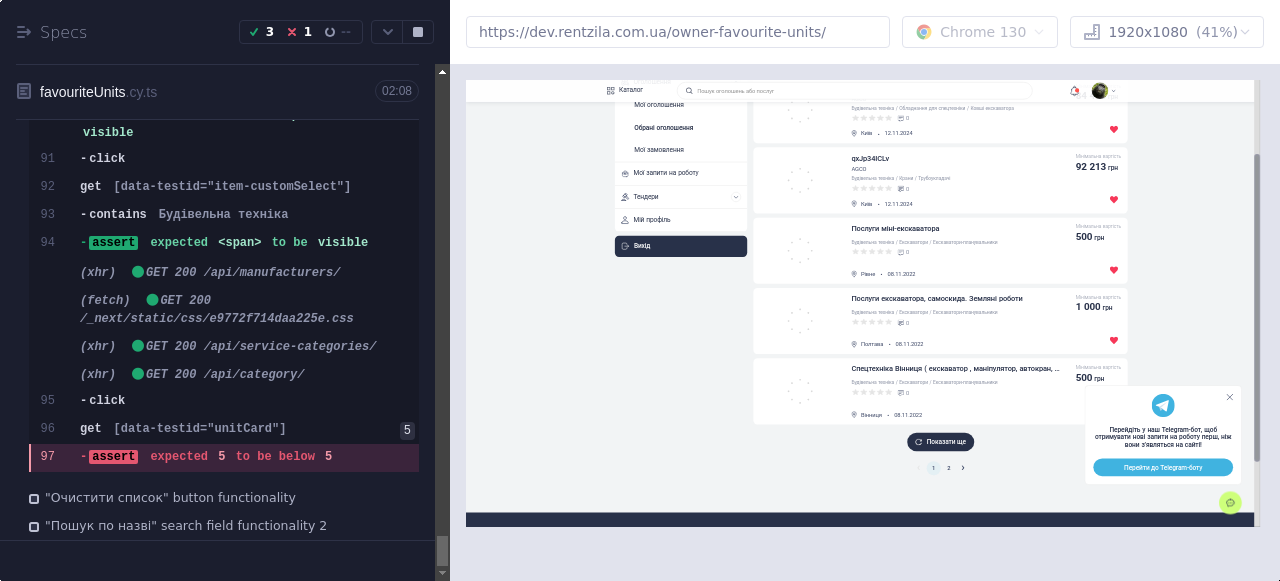 Specs
3
1
--
favouriteUnits.cy.ts
02:08
visible
91 -click
92 get [data-testid="item-customSelect"]
93 -contains Будівельна техніка
94 -assert expected <span> to be visible
(xhr) GET 200 /api/manufacturers/
(fetch) GET 200
/_next/static/css/e9772f714daa225e.css
(xhr) GET 200 /api/service-categories/
(xhr) GET 200 /api/category/
95 -click
96 get [data-testid="unitCard"] 5
97 -assert expected 5 to be below 5
"Очистити список" button functionality
"Пошук по назві" search field functionality 2
https://dev.rentzila.com.ua/owner-favourite-units/
Chrome 130
1920x1080 (41%)
Каталог
Пошук оголошень або послуг
Мої оголошення
Обрані оголошення
Мої замовлення
Мої запити на роботу
Тендери
Мій профіль
Вихід
Будівельна техніка / Обладнання для спецтехніки / Ковші екскаватора
0
Київ • 12.11.2024
qxJp34ICLv
AGCO
Будівельна техніка / Крани / Трубоукладачі
0
Київ • 12.11.2024
Мінімальна вартість
92 213 грн
Послуги міні-екскаватора
Будівельна техніка / Екскаватори / Екскаватори-планувальники
0
Рівне • 08.11.2022
Мінімальна вартість
500 грн
Послуги екскаватора, самоскида. Земляні роботи
Будівельна техніка / Екскаватори / Екскаватори-планувальники
0
Полтава • 08.11.2022
Мінімальна вартість
1 000 грн
Спецтехніка Вінниця ( екскаватор , маніпулятор, автокран, ...
Будівельна техніка / Екскаватори / Екскаватори-планувальники
0
Вінниця • 08.11.2022
Мінімальна вартість
500 грн
Показати ще
1 2
Перейдіть у наш Telegram-бот, щоб
отримувати нові запити на роботу перш, ніж
вони з'являться на сайті!
Перейти до Telegram-боту